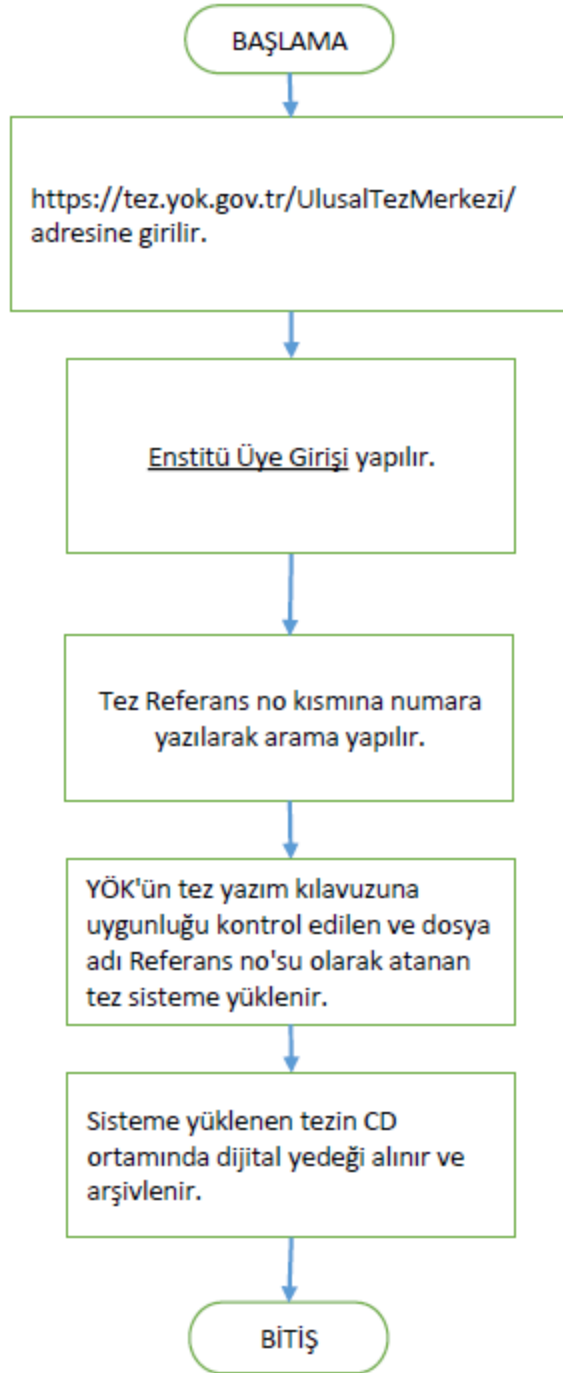 BAŞLAMA
https://tez.yok.gov.tr/UlusalTezMerkezi/
adresine girilir.
Enstitü Üye Girişi yapılır.
Tez Referans no kısmına numara
yazılarak arama yapılır.
YÖK'ün tez yazım kılavuzuna
uygunluğu kontrol edilen ve dosya
adı Referans no'su olarak atanan
tez sisteme yüklenir.
Sisteme yüklenen tezin CD
ortamında dijital yedeği alınır ve
arşivlenir.
BİTİŞ